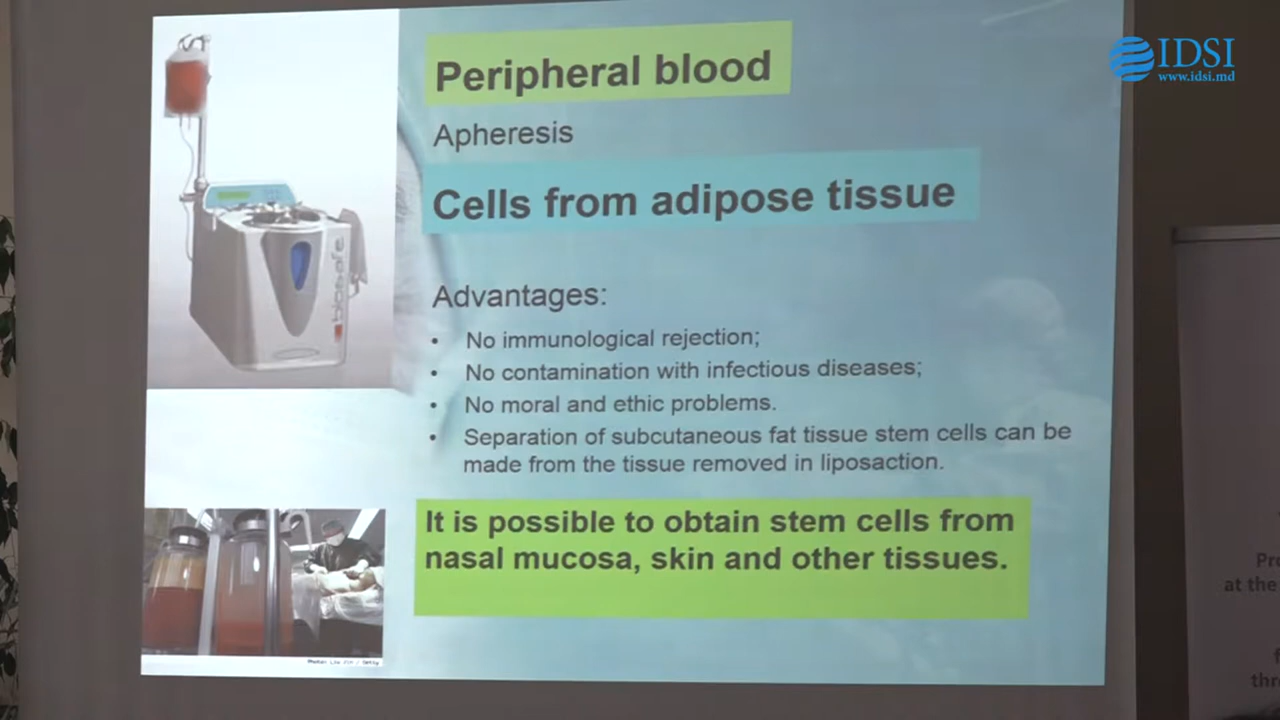 IDSI
www.idsi.md
Peripheral blood
Apheresis
Cells from adipose tissue
Advantages:
• No immunological rejection;
• No contamination with infectious diseases;
• No moral and ethic problems.
• Separation of subcutaneous fat tissue stem cells can be
made from the tissue removed in liposaction.
It is possible to obtain stem cells from
nasal mucosa, skin and other tissues.
biosafe
at the